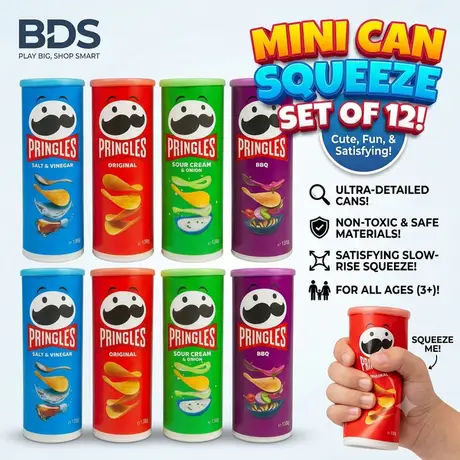 BDS
PLAY BIG, SHOP SMART
MINI CAN
SQUEEZE
SET OF 12!
Cute, Fun, &
Satisfying!
PRINGLES
SALT & VINEGAR
PRINGLES
ORIGINAL
PRINGLES
SOUR CREAM
& ONION
PRINGLES
BBQ
ULTRA-DETAILED
CANS!
NON-TOXIC & SAFE
MATERIALS!
SATISFYING SLOW-
RISE SQUEEZE!
FOR ALL AGES (3+)!
PRINGLES
SALT & VINEGAR
PRINGLES
ORIGINAL
PRINGLES
SOUR CREAM
& ONION
PRINGLES
BBQ
SQUEEZE
ME!
PRINGLES
ORIGINAL